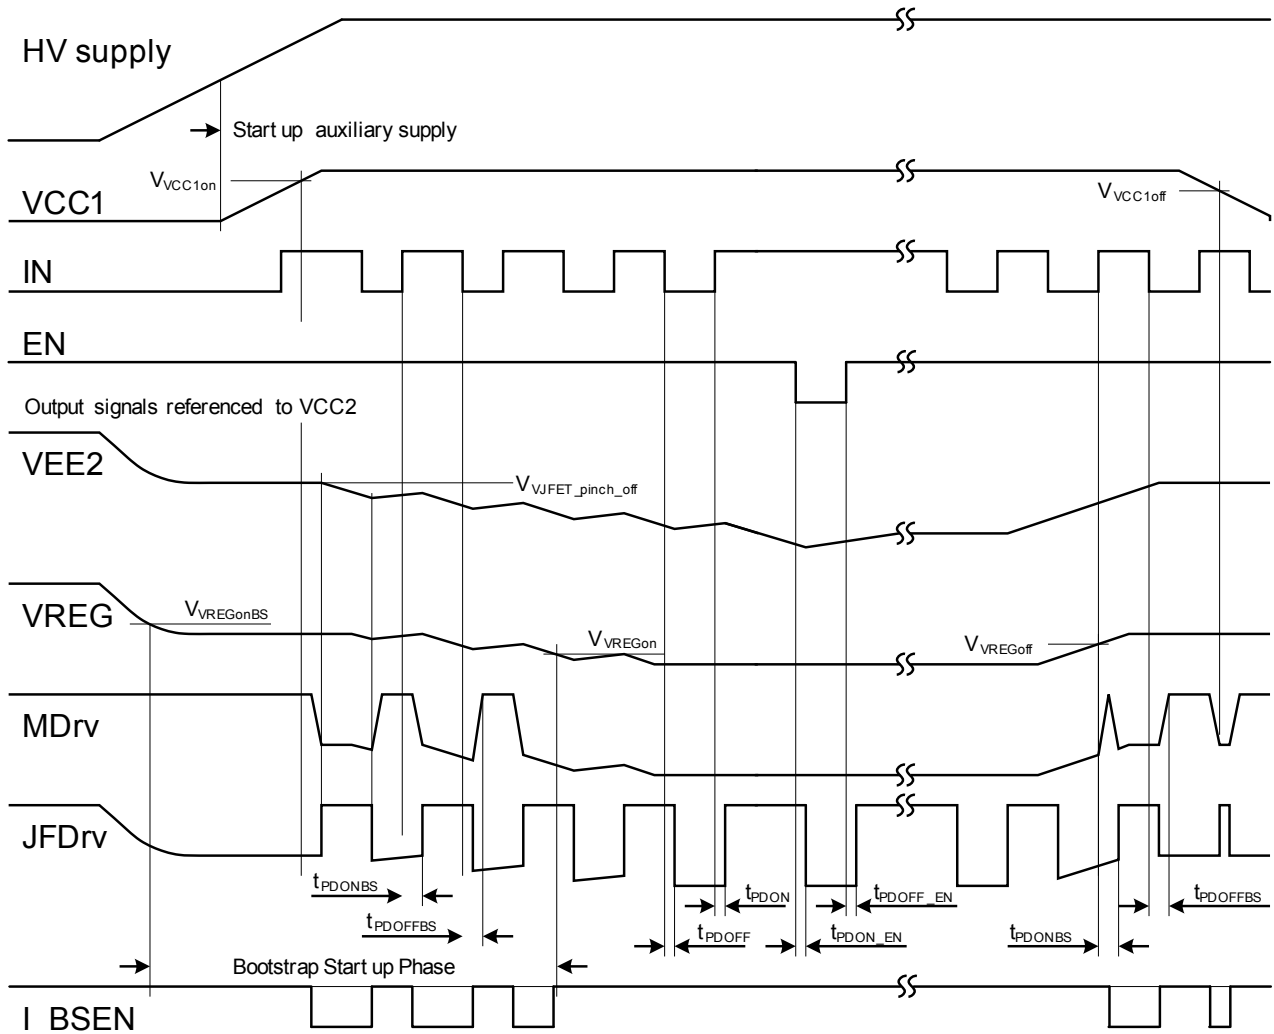 HV supply
Start up auxiliary supply
VCC1
VVCC1on
VVCC1off
IN
EN
Output signals referenced to VCC2
VEE2
VVJFET_pinch_off
VREG
VVREGonBS
VVREGon
VVREGoff
MDrv
JFDrv
tPDONBS
tPDON
tPDOFF_EN
tPDOFFBS
tPDOFFBS
tPDOFF
tPDON_EN
tPDONBS
Bootstrap Start up Phase
I_BSEN